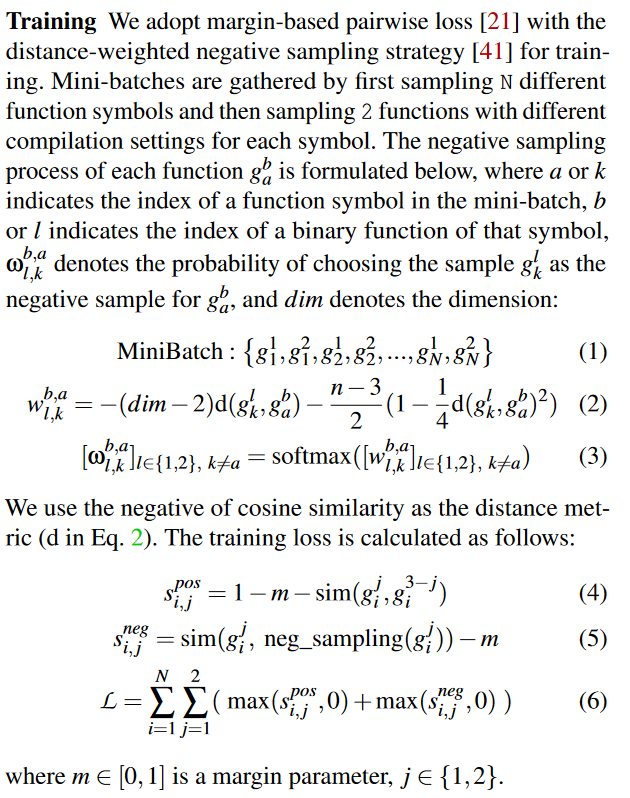 Training We adopt margin-based pairwise loss [21] with the
distance-weighted negative sampling strategy [41] for train-
ing. Mini-batches are gathered by first sampling N different
function symbols and then sampling 2 functions with different
compilation settings for each symbol. The negative sampling
process of each function $g_a^b$ is formulated below, where $a$ or $k$
indicates the index of a function symbol in the mini-batch, $b$
or $l$ indicates the index of a binary function of that symbol,
$\omega_{l,k}^{b,a}$ denotes the probability of choosing the sample $g_k^l$ as the
negative sample for $g_a^b$, and dim denotes the dimension:
$\text{MiniBatch}: \{g_1^1, g_1^2, g_2^1, g_2^2, ..., g_N^1, g_N^2\}$ (1)
$w_{l,k}^{b,a} = -(dim-2)\text{d}(g_k^l, g_a^b) - \frac{n-3}{2}(1 - \frac{1}{4}\text{d}(g_k^l, g_a^b)^2)$ (2)
$[\omega_{l,k}^{b,a}]_{l\in\{1,2\},\ k\neq a} = \text{softmax}([w_{l,k}^{b,a}]_{l\in\{1,2\},\ k\neq a})$ (3)
We use the negative of cosine similarity as the distance met-
ric (d in Eq. 2). The training loss is calculated as follows:
$s_{i,j}^{pos} = 1 - m - \text{sim}(g_i^j, g_i^{3-j})$ (4)
$s_{i,j}^{neg} = \text{sim}(g_i^j, \text{neg\_sampling}(g_i^j)) - m$ (5)
$\mathcal{L} = \sum_{i=1}^{N} \sum_{j=1}^{2} (\max(s_{i,j}^{pos}, 0) + \max(s_{i,j}^{neg}, 0))$ (6)
where $m \in [0,1]$ is a margin parameter, $j \in \{1,2\}$.